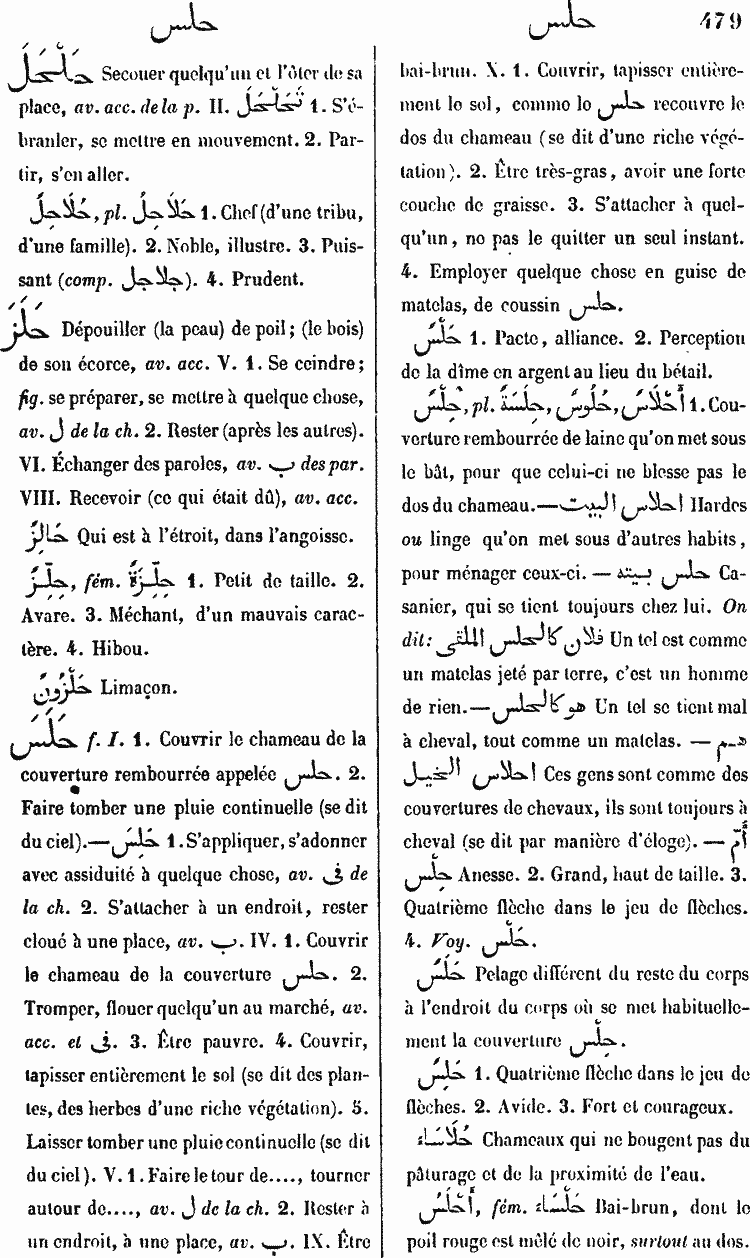 حلس
حلس 479
حَلْحَلَ Secouer quelqu'un et l'ôter de sa
place, av. acc. de la p. II. تَحَلْحَلَ 1. S'é-
branler, se mettre en mouvement. 2. Par-
tir, s'en aller.
حُلَاحِلٌ, pl. حَلَاحِلُ 1. Chef (d'une tribu,
d'une famille). 2. Noble, illustre. 3. Puis-
sant (comp. جلاجل). 4. Prudent.
حَلَزَ Dépouiller (la peau) de poil; (le bois)
de son écorce, av. acc. V. 1. Se ceindre;
fig. se préparer, se mettre à quelque chose,
av. ل de la ch. 2. Rester (après les autres).
VI. Échanger des paroles, av. ب des par.
VIII. Recevoir (ce qui était dû), av. acc.
حَالِزٌ Qui est à l'étroit, dans l'angoisse.
حِلِّزٌ, fém. حِلِّزَةٌ 1. Petit de taille. 2.
Avare. 3. Méchant, d'un mauvais carac-
tère. 4. Hibou.
حَلَزُونٌ Limaçon.
حَلَسَ f. I. 1. Couvrir le chameau de la
couverture rembourrée appelée حلس. 2.
Faire tomber une pluie continuelle (se dit
du ciel).—حَلِسَ 1. S'appliquer, s'adonner
avec assiduité à quelque chose, av. فى de
la ch. 2. S'attacher à un endroit, rester
cloué à une place, av. ب. IV. 1. Couvrir
le chameau de la couverture حلس. 2.
Tromper, flouer quelqu'un au marché, av.
acc. et فى. 3. Être pauvre. 4. Couvrir,
tapisser entièrement le sol (se dit des plan-
tes, des herbes d'une riche végétation). 5.
Laisser tomber une pluie continuelle (se dit
du ciel). V. 1. Faire le tour de...., tourner
autour de...., av. ل de la ch. 2. Rester à
un endroit, à une place, av. ب. IX. Être
bai-brun. X. 1. Couvrir, tapisser entière-
ment le sol, comme le حلس recouvre le
dos du chameau (se dit d'une riche végé-
tation). 2. Être très-gras, avoir une forte
couche de graisse. 3. S'attacher à quel-
qu'un, ne pas le quitter un seul instant.
4. Employer quelque chose en guise de
matelas, de coussin حلس.
حَلْسٌ 1. Pacte, alliance. 2. Perception
de la dîme en argent au lieu du bétail.
حِلْسٌ, pl. أَحْلَاسٌ, حُلُوسٌ, حِلَسَةٌ 1. Cou-
verture rembourrée de laine qu'on met sous
le bât, pour que celui-ci ne blesse pas le
dos du chameau.—احلاس البيت Hardes
ou linge qu'on met sous d'autres habits,
pour ménager ceux-ci. — حلس بيته Ca-
sanier, qui se tient toujours chez lui. On
dit: فلان كالحلس الملقى Un tel est comme
un matelas jeté par terre, c'est un homme
de rien.—هو كالحلس Un tel se tient mal
à cheval, tout comme un matelas. — هم
احلاس الخيل Ces gens sont comme des
couvertures de chevaux, ils sont toujours à
cheval (se dit par manière d'éloge). — أُمّ
حِلْس Anesse. 2. Grand, haut de taille. 3.
Quatrième flèche dans le jeu de flèches.
4. Voy. حَلْس.
حَلَسٌ Pelage différent du reste du corps
à l'endroit du corps où se met habituelle-
ment la couverture حِلْس.
حَلِسٌ 1. Quatrième flèche dans le jeu de
flèches. 2. Avide. 3. Fort et courageux.
حُلَاسَاء Chameaux qui ne bougent pas du
pâturage et de la proximité de l'eau.
أَحْلَسُ, fém. حَلْسَاء Bai-brun, dont le
poil rouge est mêlé de noir, surtout au dos.